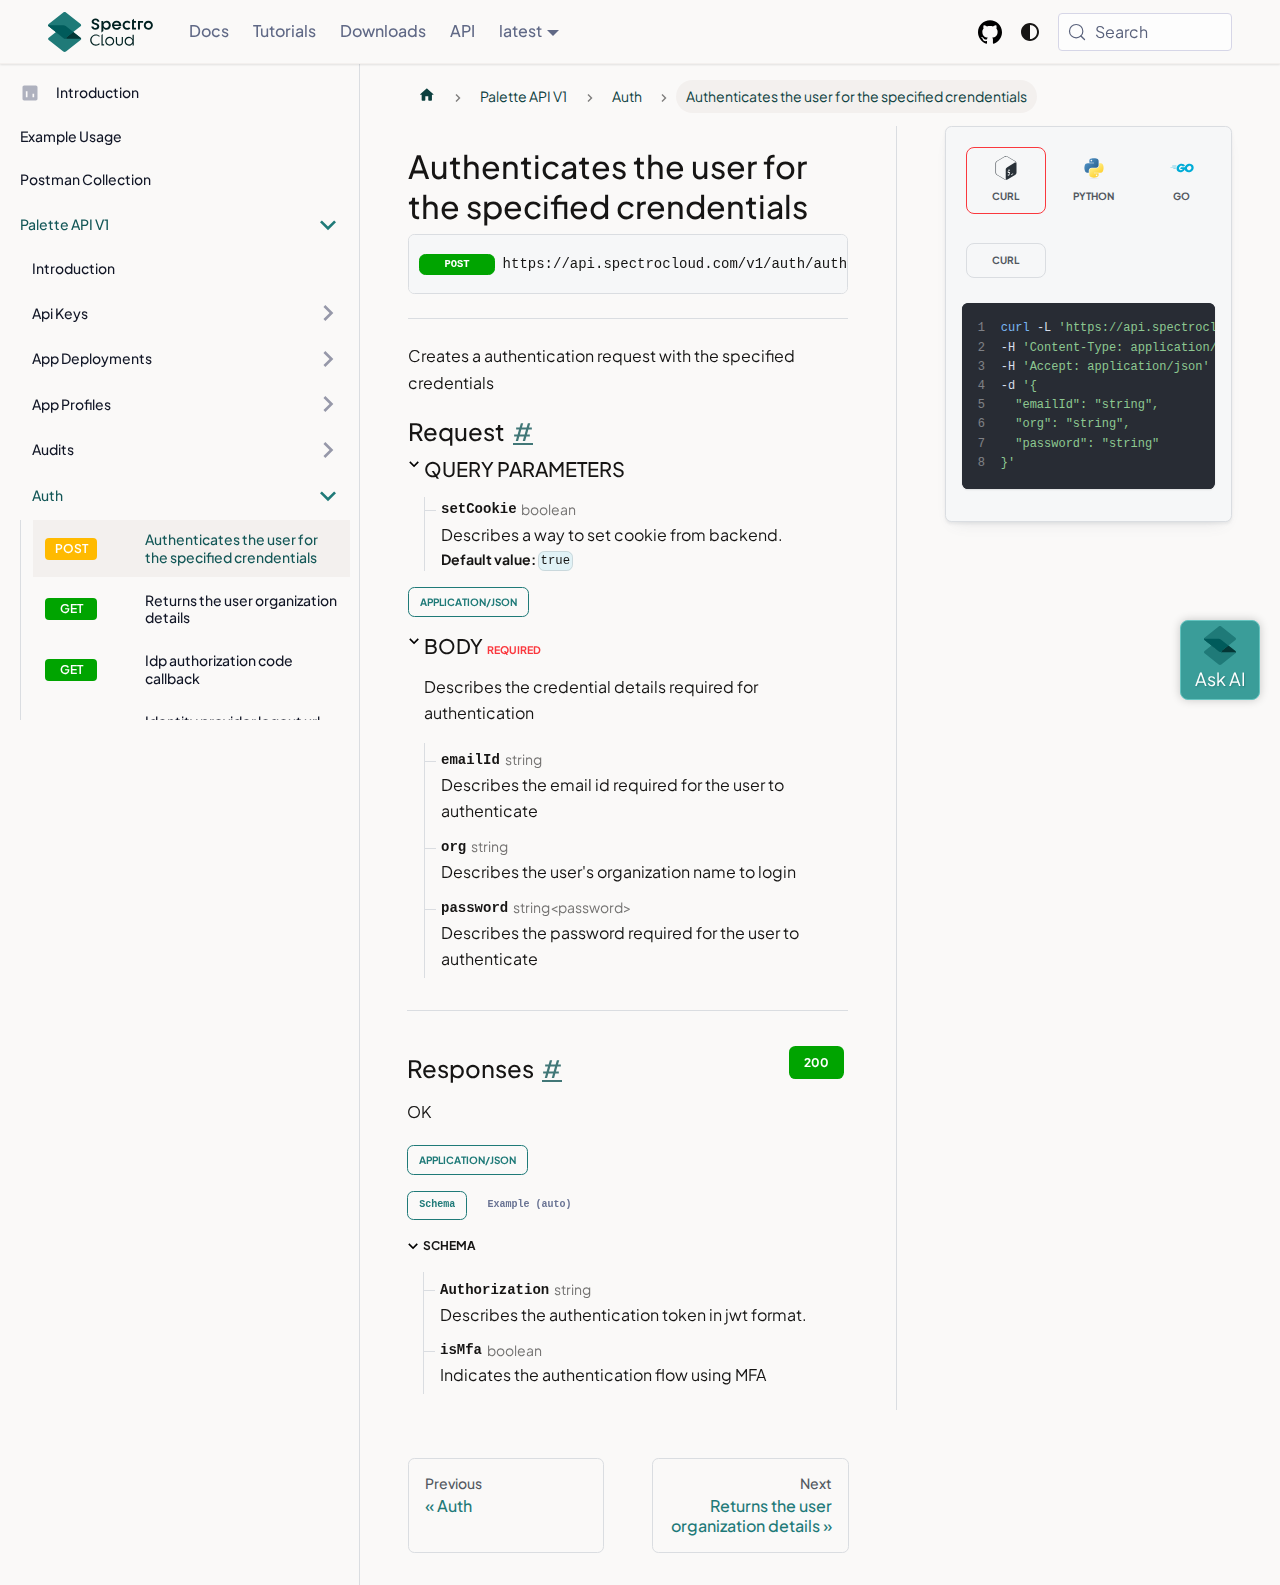 Spectro Cloud
Docs
Tutorials
Downloads
API
latest
Search
Introduction
Example Usage
Postman Collection
Palette API V1
Introduction
Api Keys
App Deployments
App Profiles
Audits
Auth
POST Authenticates the user for
the specified crendentials
GET Returns the user organization
details
GET Idp authorization code
callback
Identity provider logout url
Palette API V1
Auth
Authenticates the user for the specified crendentials
Authenticates the user for
the specified crendentials
POST https://api.spectrocloud.com/v1/auth/auth
Creates a authentication request with the specified
credentials
Request #
QUERY PARAMETERS
setCookie boolean
Describes a way to set cookie from backend.
Default value: true
APPLICATION/JSON
BODY REQUIRED
Describes the credential details required for
authentication
emailId string
Describes the email id required for the user to
authenticate
org string
Describes the user's organization name to login
password string<password>
Describes the password required for the user to
authenticate
Responses #
200
OK
APPLICATION/JSON
Schema
Example (auto)
SCHEMA
Authorization string
Describes the authentication token in jwt format.
isMfa boolean
Indicates the authentication flow using MFA
Previous
« Auth
Next
Returns the user
organization details »
CURL
PYTHON
GO
CURL
1 curl -L 'https://api.spectrocl
2 -H 'Content-Type: application/
3 -H 'Accept: application/json'
4 -d '{
5 "emailId": "string",
6 "org": "string",
7 "password": "string"
8 }'
Ask AI